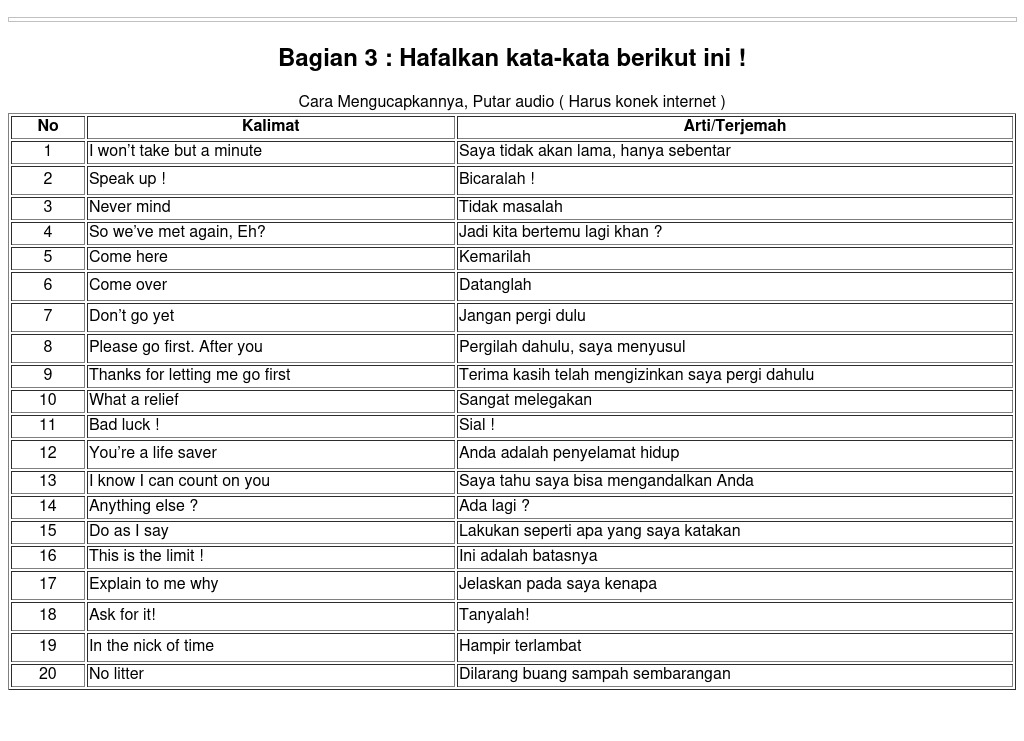 Bagian 3 : Hafalkan kata-kata berikut ini !
Cara Mengucapkannya, Putar audio ( Harus konek internet )
No Kalimat Arti/Terjemah
1 I won’t take but a minute Saya tidak akan lama, hanya sebentar
2 Speak up ! Bicaralah !
3 Never mind Tidak masalah
4 So we’ve met again, Eh? Jadi kita bertemu lagi khan ?
5 Come here Kemarilah
6 Come over Datanglah
7 Don’t go yet Jangan pergi dulu
8 Please go first. After you Pergilah dahulu, saya menyusul
9 Thanks for letting me go first Terima kasih telah mengizinkan saya pergi dahulu
10 What a relief Sangat melegakan
11 Bad luck ! Sial !
12 You’re a life saver Anda adalah penyelamat hidup
13 I know I can count on you Saya tahu saya bisa mengandalkan Anda
14 Anything else ? Ada lagi ?
15 Do as I say Lakukan seperti apa yang saya katakan
16 This is the limit ! Ini adalah batasnya
17 Explain to me why Jelaskan pada saya kenapa
18 Ask for it! Tanyalah!
19 In the nick of time Hampir terlambat
20 No litter Dilarang buang sampah sembarangan